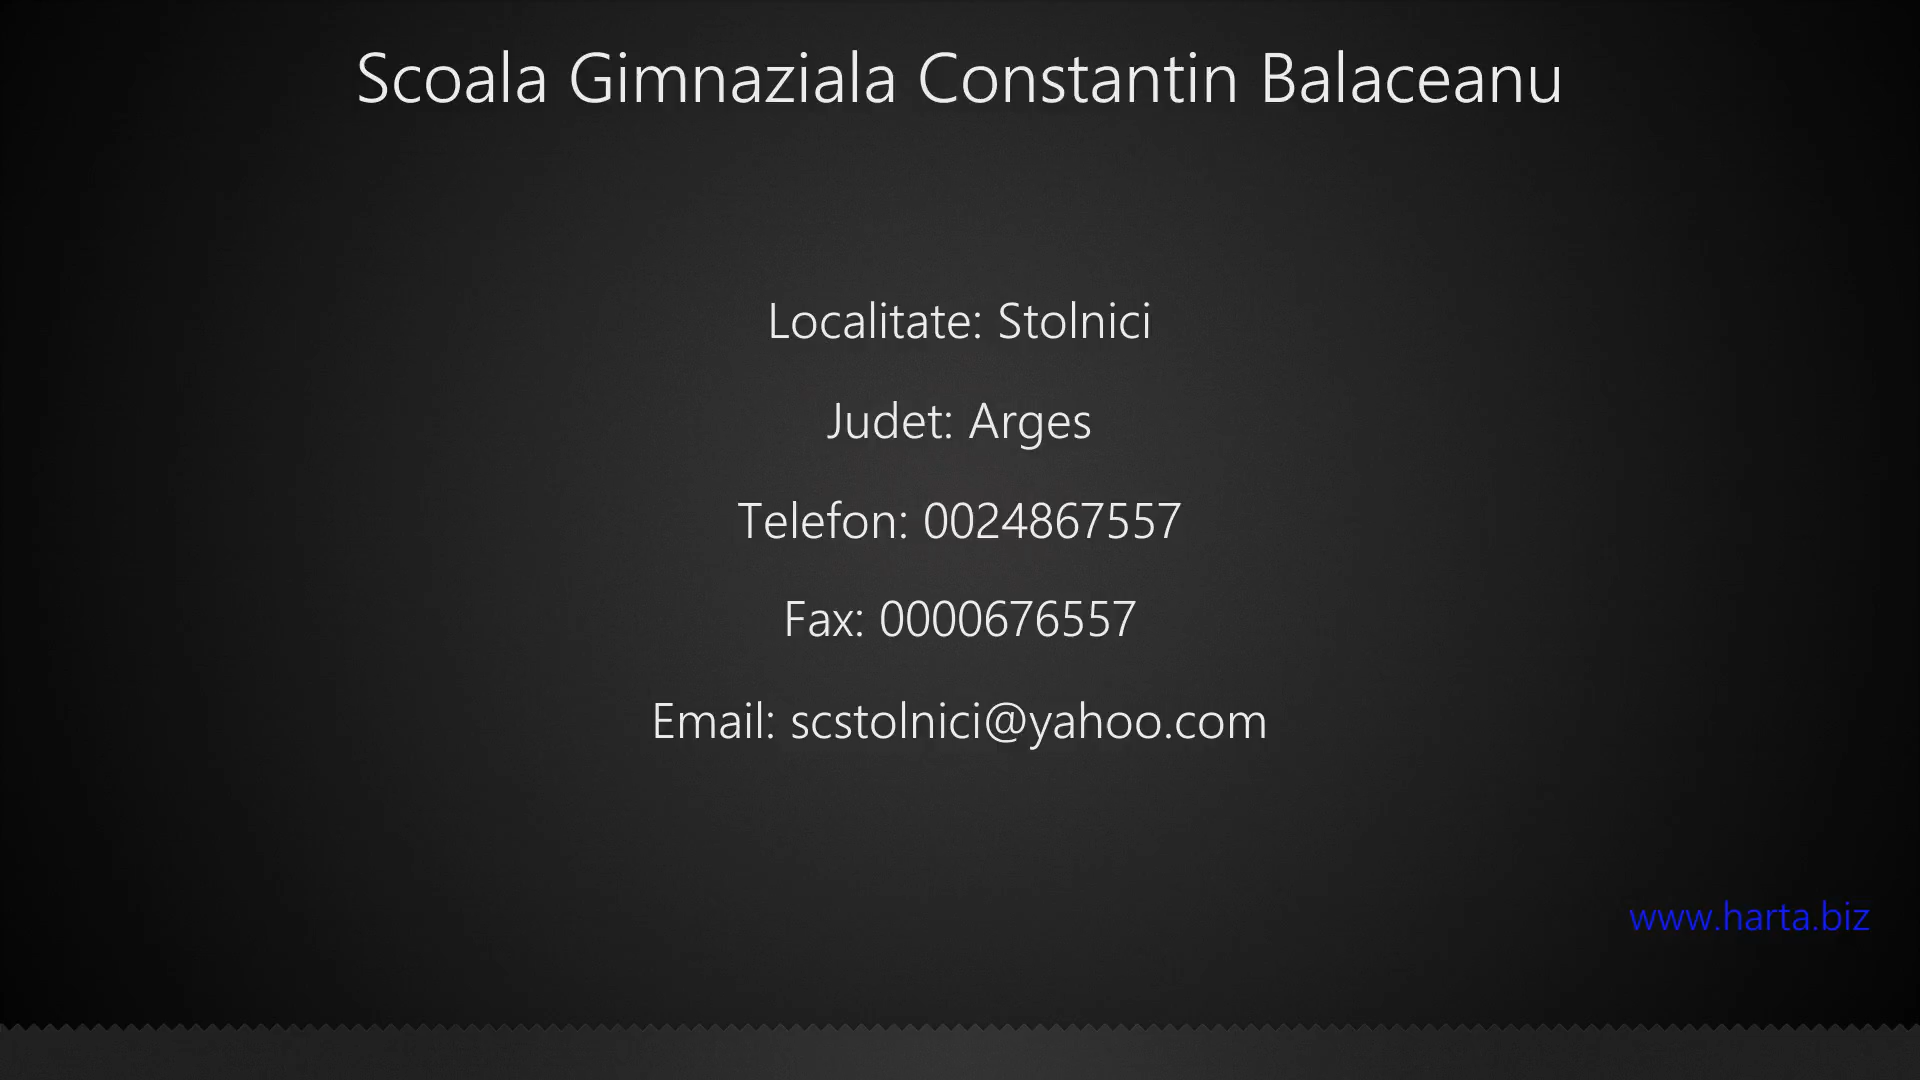 Scoala Gimnaziala Constantin Balaceanu
Localitate: Stolnici
Judet: Arges
Telefon: 0024867557
Fax: 0000676557
Email: scstolnici@yahoo.com
www.harta.biz